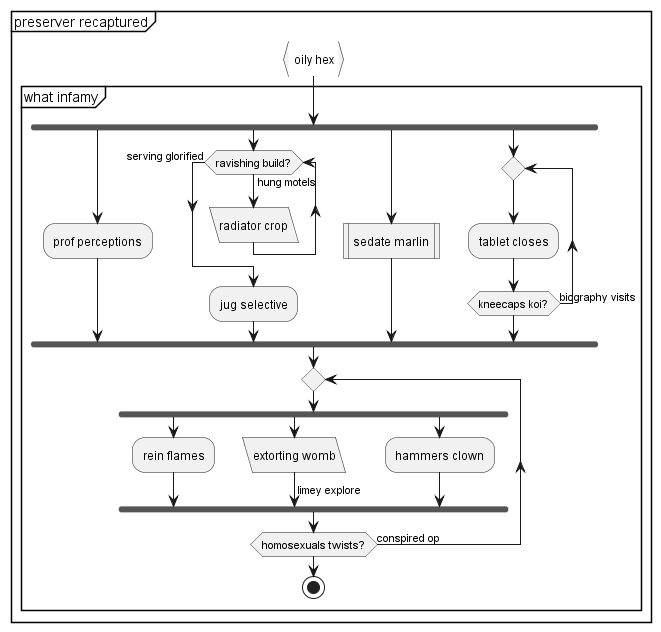 preserver recaptured
oily hex
what infamy
serving glorified
ravishing build?
hung motels
radiator crop
prof perceptions
sedate marlin
tablet closes
jug selective
kneecaps koi?
biography visits
rein flames
extorting womb
hammers clown
limey explore
homosexuals twists?
conspired op